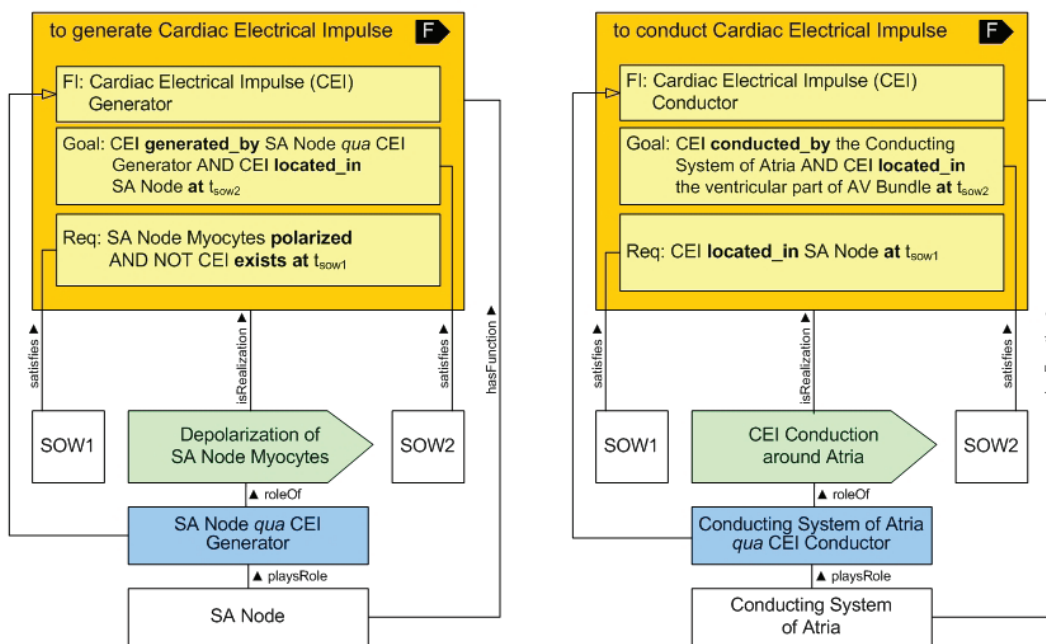 to generate Cardiac Electrical Impulse F
FI: Cardiac Electrical Impulse (CEI)
Generator
Goal: CEI generated_by SA Node qua CEI
Generator AND CEI located_in
SA Node at tsow2
Req: SA Node Myocytes polarized
AND NOT CEI exists at tsow1
satisfies ▲
isRealization ▲
satisfies ▲
hasFunction ▲
SOW1
Depolarization of
SA Node Myocytes
SOW2
▲ roleOf
SA Node qua CEI
Generator
▲ playsRole
SA Node
to conduct Cardiac Electrical Impulse F
FI: Cardiac Electrical Impulse (CEI)
Conductor
Goal: CEI conducted_by the Conducting
System of Atria AND CEI located_in
the ventricular part of AV Bundle at tsow2
Req: CEI located_in SA Node at tsow1
satisfies ▲
isRealization ▲
satisfies ▲
SOW1
CEI Conduction
around Atria
SOW2
▲ roleOf
Conducting System of Atria
qua CEI Conductor
▲ playsRole
Conducting System
of Atria